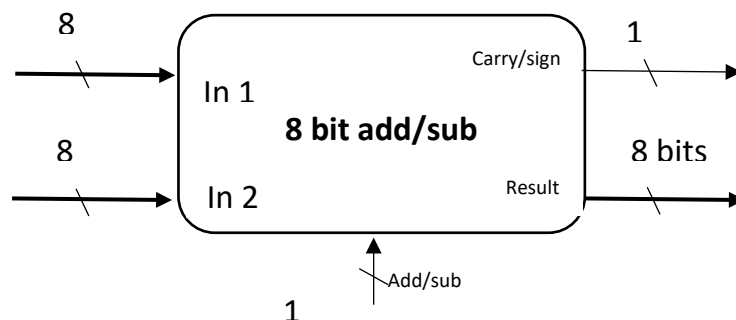 8
1
Carry/sign
In 1
8 bit add/sub
8
8 bits
In 2
Result
Add/sub
1